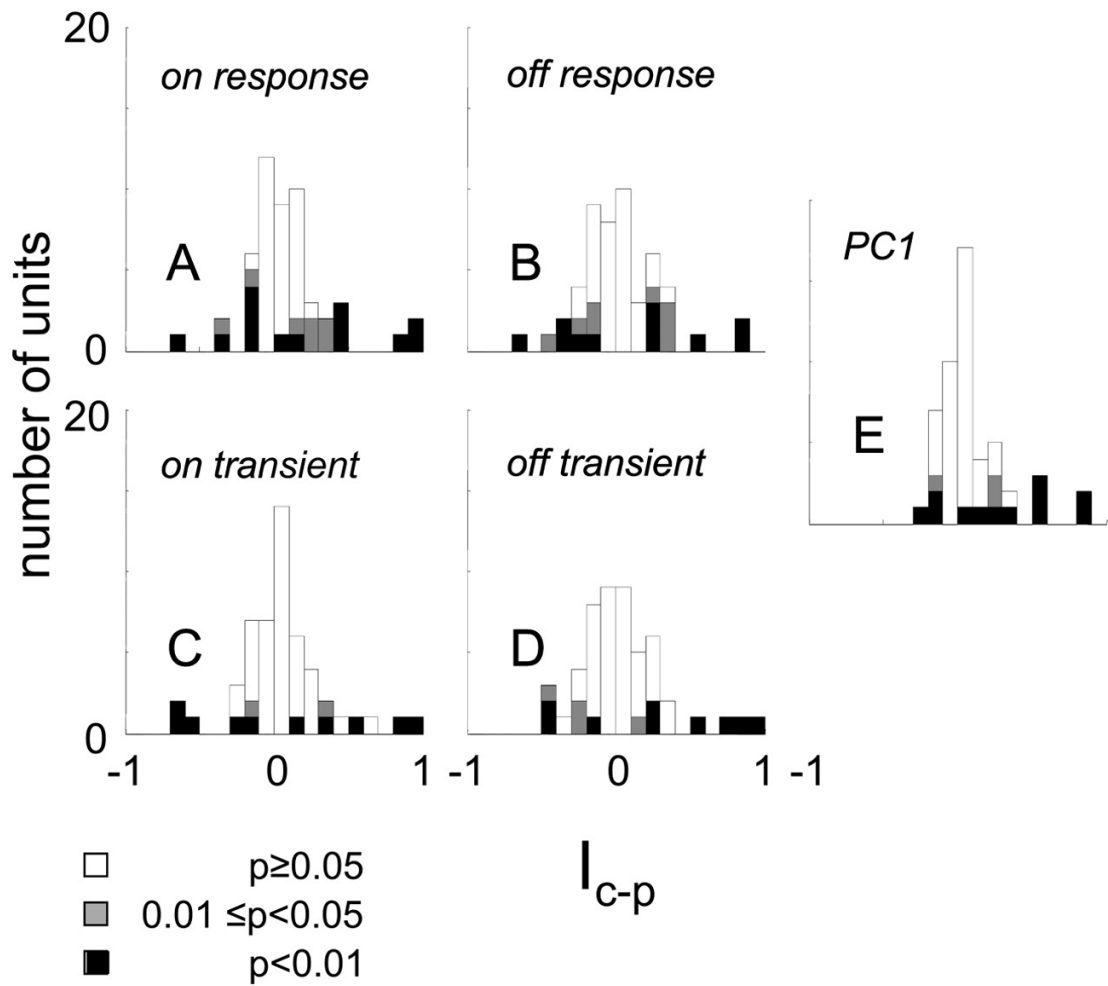 20
on response
off response
A
B
PC1
0
number of units
20
on transient
off transient
E
C
D
0
-1
0
1
-1
0
1
-1
I c-p
p≥0.05
0.01 ≤p<0.05
p<0.01